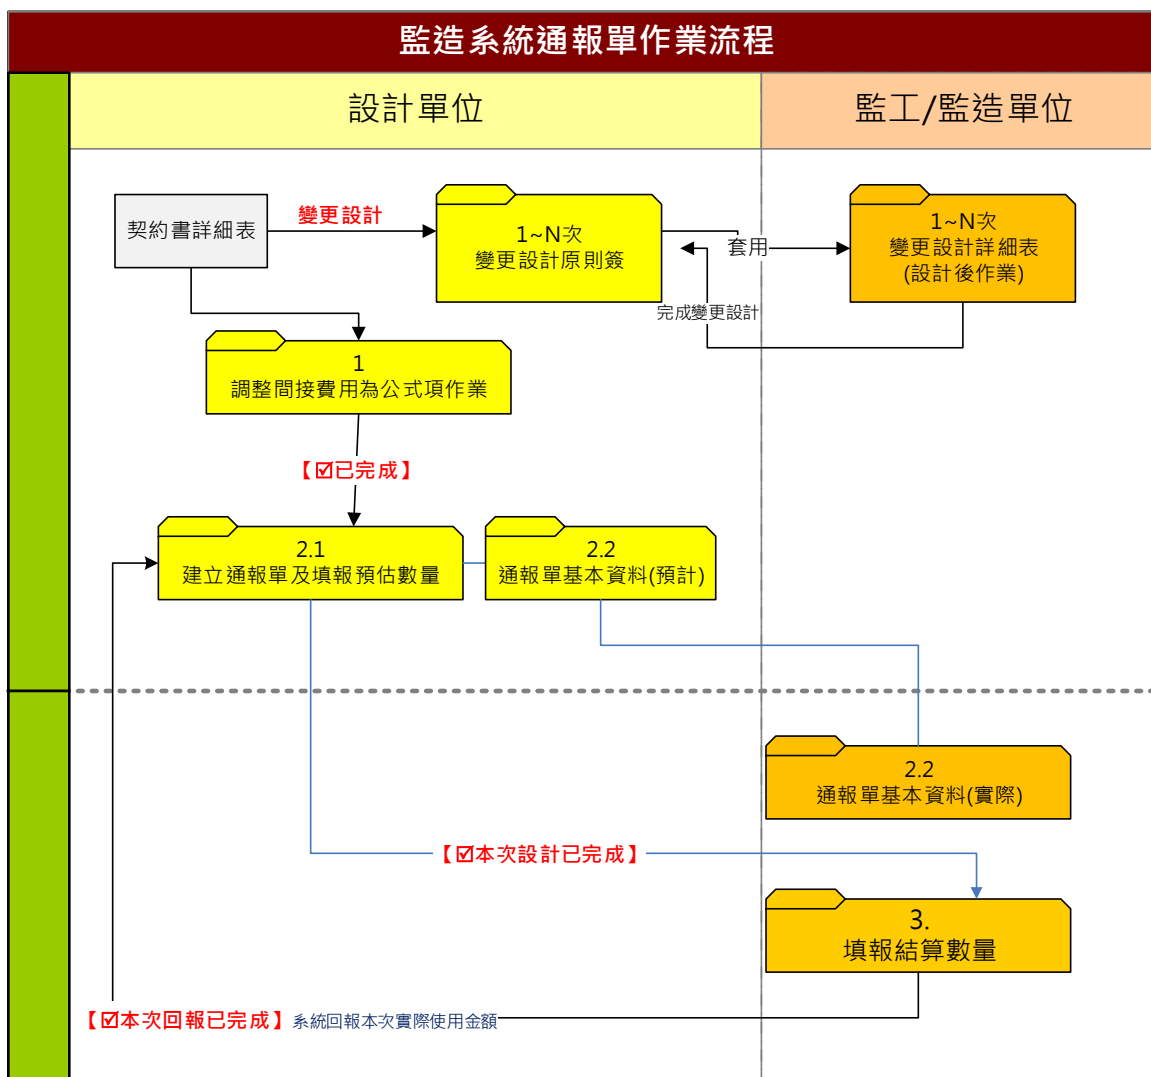 監造系統通報單作業流程
設計單位
監工/監造單位
契約書詳細表
變更設計
1~N次
變更設計原則簽
套用
1~N次
變更設計詳細表
(設計後作業)
完成變更設計
1
調整間接費用為公式項作業
【☑已完成】
2.1
建立通報單及填報預估數量
2.2
通報單基本資料(預計)
2.2
通報單基本資料(實際)
【☑本次設計已完成】
3.
填報結算數量
【☑本次回報已完成】系統回報本次實際使用金額